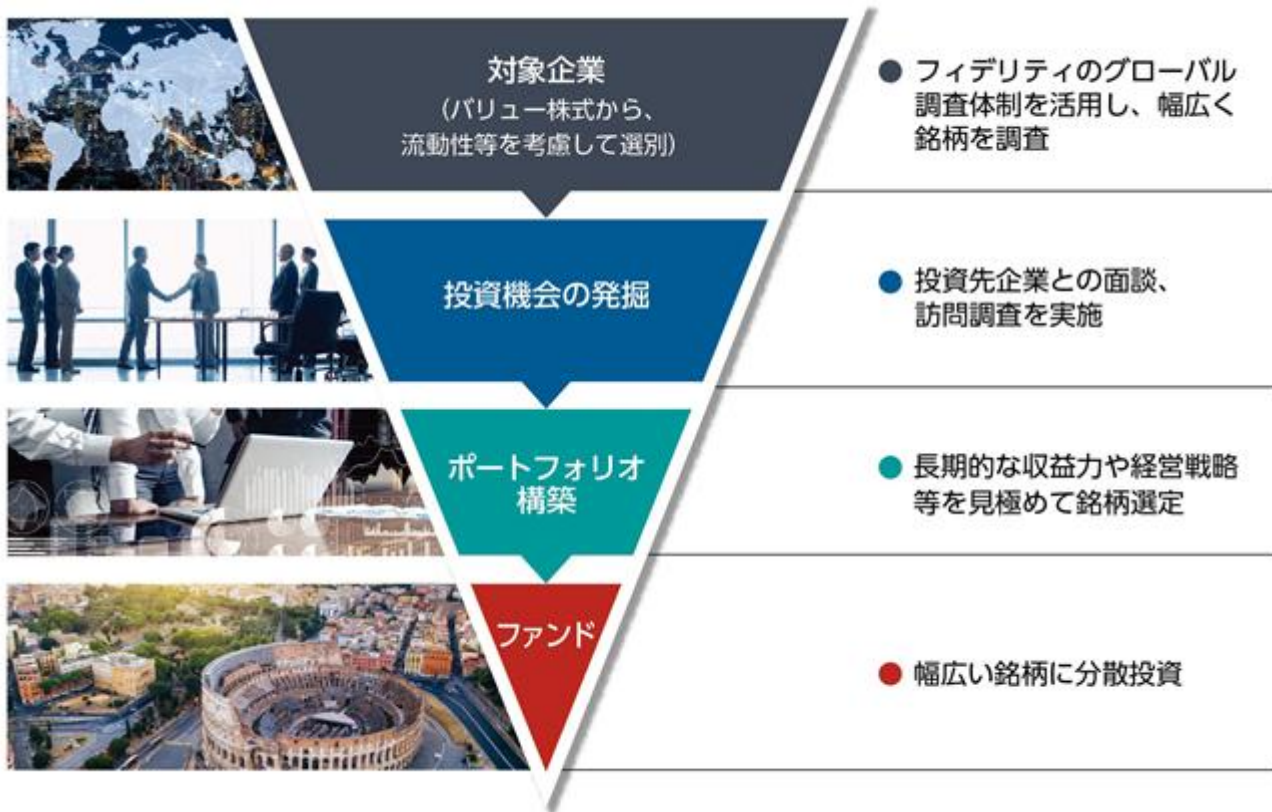 対象企業
（バリュー株式から、
流動性等を考慮して選別）
● フィデリティのグローバル
調査体制を活用し、幅広く
銘柄を調査
投資機会の発掘
● 投資先企業との面談、
訪問調査を実施
ポートフォリオ
構築
● 長期的な収益力や経営戦略
等を見極めて銘柄選定
ファンド
● 幅広い銘柄に分散投資